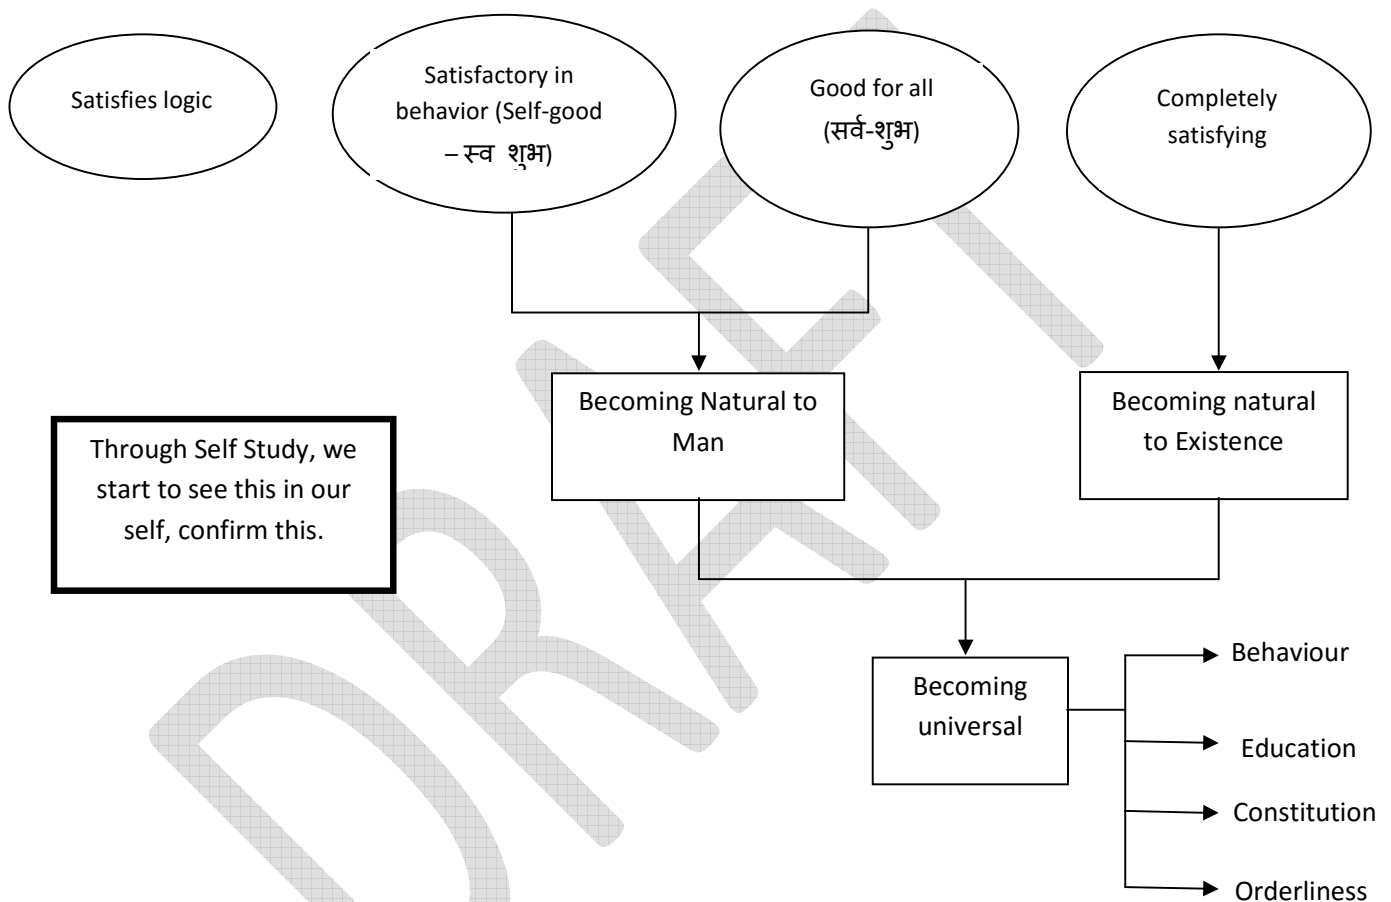 Satisfies logic
Satisfactory in
behavior (Self-good
– स्व शुभ)
Good for all
(सर्व-शुभ)
Completely
satisfying
Becoming Natural to
Man
Becoming natural
to Existence
Through Self Study, we
start to see this in our
self, confirm this.
Becoming
universal
Behaviour
Education
Constitution
Orderliness
DRAFT